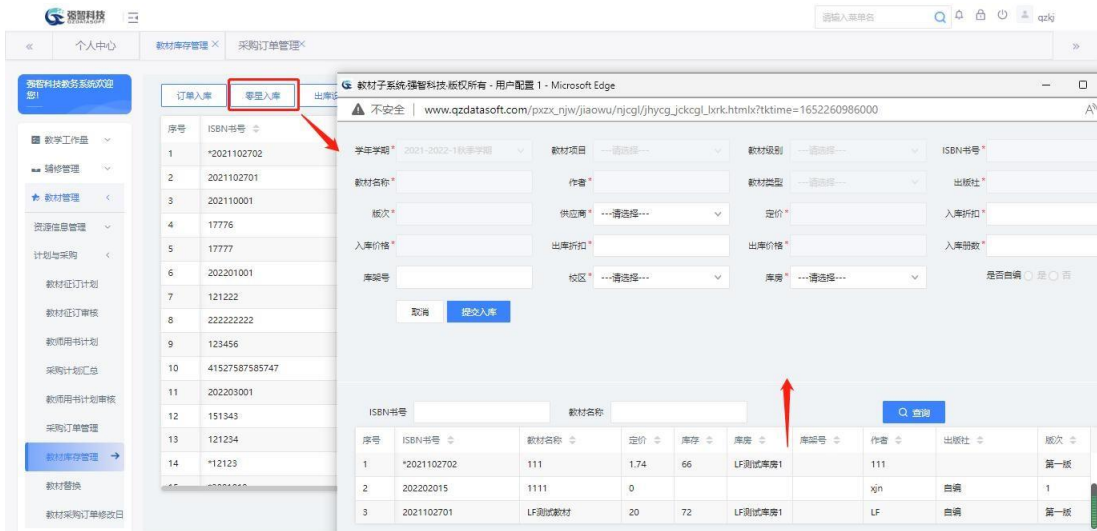 强智科技
QZDATASOFT
请输入菜单名
qzkj
个人中心
教材库存管理 ×
采购订单管理×
强智科技教务系统欢迎您!
教学工作量
辅修管理
教材管理
资源信息管理
计划与采购
教材征订计划
教材征订审核
教师用书计划
采购计划汇总
教师用书计划审核
采购订单管理
教材库存管理
教材替换
教材采购订单修改日
订单入库 零星入库
序号 ISBN书号
1 *2021102702
2 2021102701
3 202110001
4 17776
5 17777
6 202201001
7 121222
8 222222222
9 123456
10 41527587585747
11 202203001
12 151343
13 121234
14 *12123
教材子系统-强智科技-版权所有 - 用户配置 1 - Microsoft Edge
不安全 | www.qzdatasoft.com/pxzx_njw/jiaowu/njcgl/jhycg_jckcgl_lxrk.htmlx?tktime=1652260986000
学年学期* 2021-2022-1秋季学期 教材项目 ---请选择--- 教材级别 ---请选择--- ISBN书号*
教材名称* 作者* 教材类型 ---请选择--- 出版社*
版次* 供应商* ---请选择--- 定价* 入库折扣*
入库价格* 出库折扣* 出库价格* 入库册数*
库架号 校区* ---请选择--- 库房* ---请选择--- 是否自编 是 否
取消 提交入库
ISBN书号 教材名称 查询
序号 ISBN书号 教材名称 定价 库存 库房 库架号 作者 出版社 版次
1 *2021102702 111 1.74 66 LF测试库房1 111 第一版
2 202202015 1111 0 xjn 自编 1
3 2021102701 LF测试教材 20 72 LF测试库房1 LF 自编 第一版